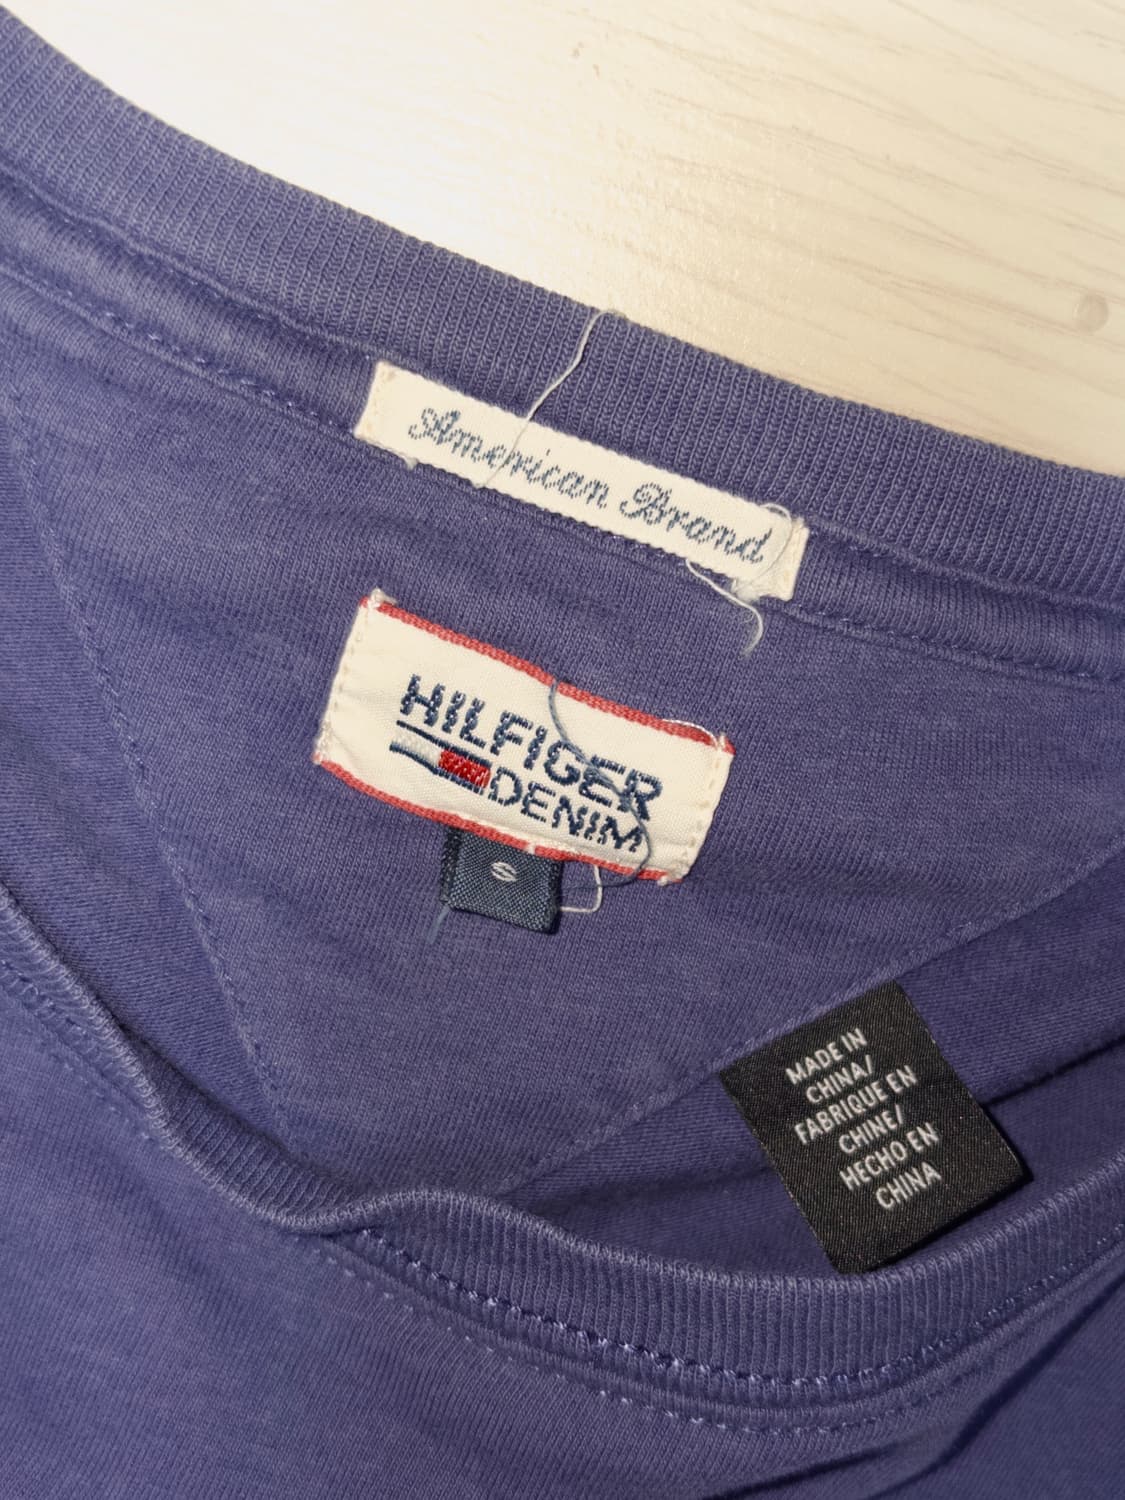 American Brand
HILFIGER
DENIM
S
MADE IN
CHINA/
FABRIQUE EN
CHINE/
HECHO EN
CHINA